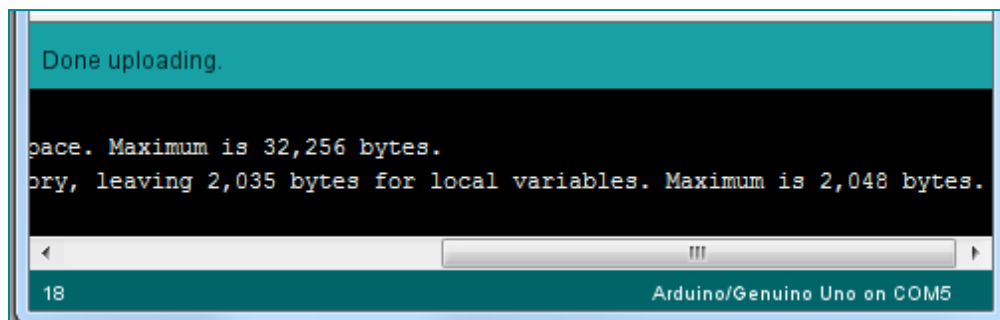 Done uploading.
pace. Maximum is 32,256 bytes.
ory, leaving 2,035 bytes for local variables. Maximum is 2,048 bytes.
18 Arduino/Genuino Uno on COM5